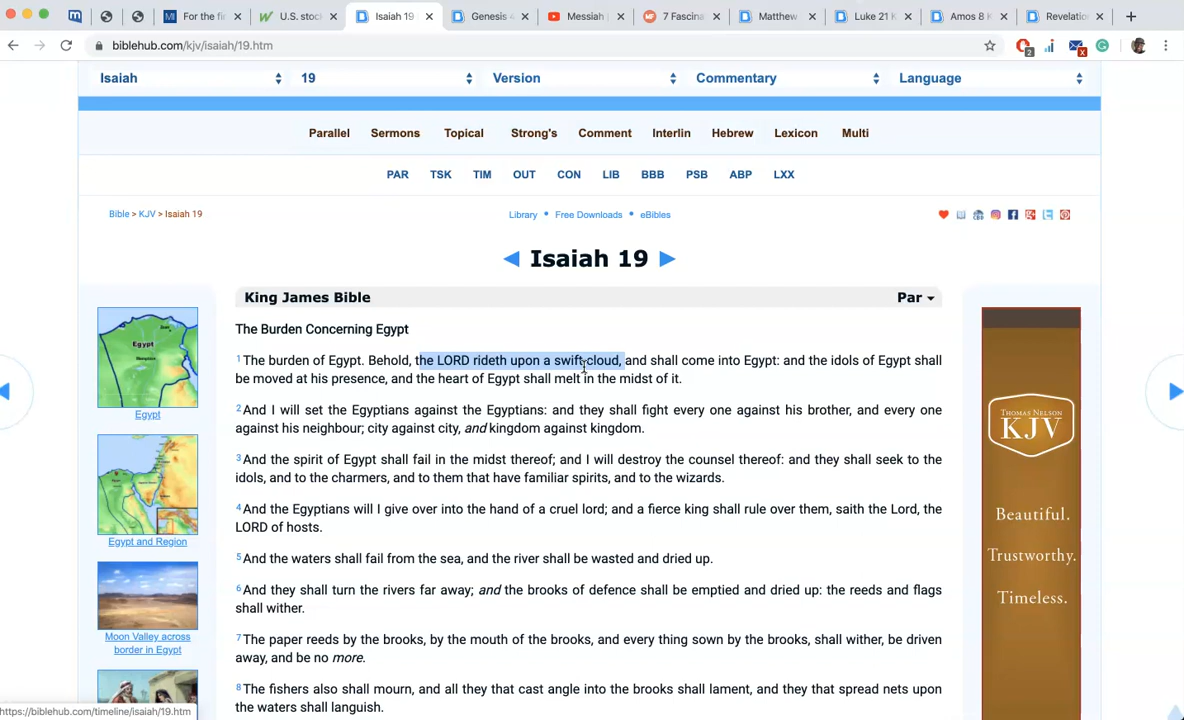 For the fi
U.S. stoc
Isaiah 19
Genesis 4
Messiah
7 Fascina
Matthew
Luke 21 K
Amos 8 K
Revelation
biblehub.com/kjv/isaiah/19.htm
2
x
Isaiah 19 Version Commentary Language
Parallel Sermons Topical Strong's Comment Interlin Hebrew Lexicon Multi
PAR TSK TIM OUT CON LIB BBB PSB ABP LXX
Bible > KJV > Isaiah 19
Library • Free Downloads • eBibles
◄ Isaiah 19 ►
King James Bible Par
The Burden Concerning Egypt
1The burden of Egypt. Behold, the LORD rideth upon a swift cloud, and shall come into Egypt: and the idols of Egypt shall
be moved at his presence, and the heart of Egypt shall melt in the midst of it.
2And I will set the Egyptians against the Egyptians: and they shall fight every one against his brother, and every one
against his neighbour; city against city, and kingdom against kingdom.
3And the spirit of Egypt shall fail in the midst thereof; and I will destroy the counsel thereof: and they shall seek to the
idols, and to the charmers, and to them that have familiar spirits, and to the wizards.
4And the Egyptians will I give over into the hand of a cruel lord; and a fierce king shall rule over them, saith the Lord, the
LORD of hosts.
5And the waters shall fail from the sea, and the river shall be wasted and dried up.
6And they shall turn the rivers far away; and the brooks of defence shall be emptied and dried up: the reeds and flags
shall wither.
7The paper reeds by the brooks, by the mouth of the brooks, and every thing sown by the brooks, shall wither, be driven
away, and be no more.
8The fishers also shall mourn, and all they that cast angle into the brooks shall lament, and they that spread nets upon
the waters shall languish.
Egypt
Egypt
Egypt and Region
Moon Valley across
border in Egypt
THOMAS NELSON
KJV
Beautiful.
Trustworthy.
Timeless.
https://biblehub.com/timeline/isaiah/19.htm